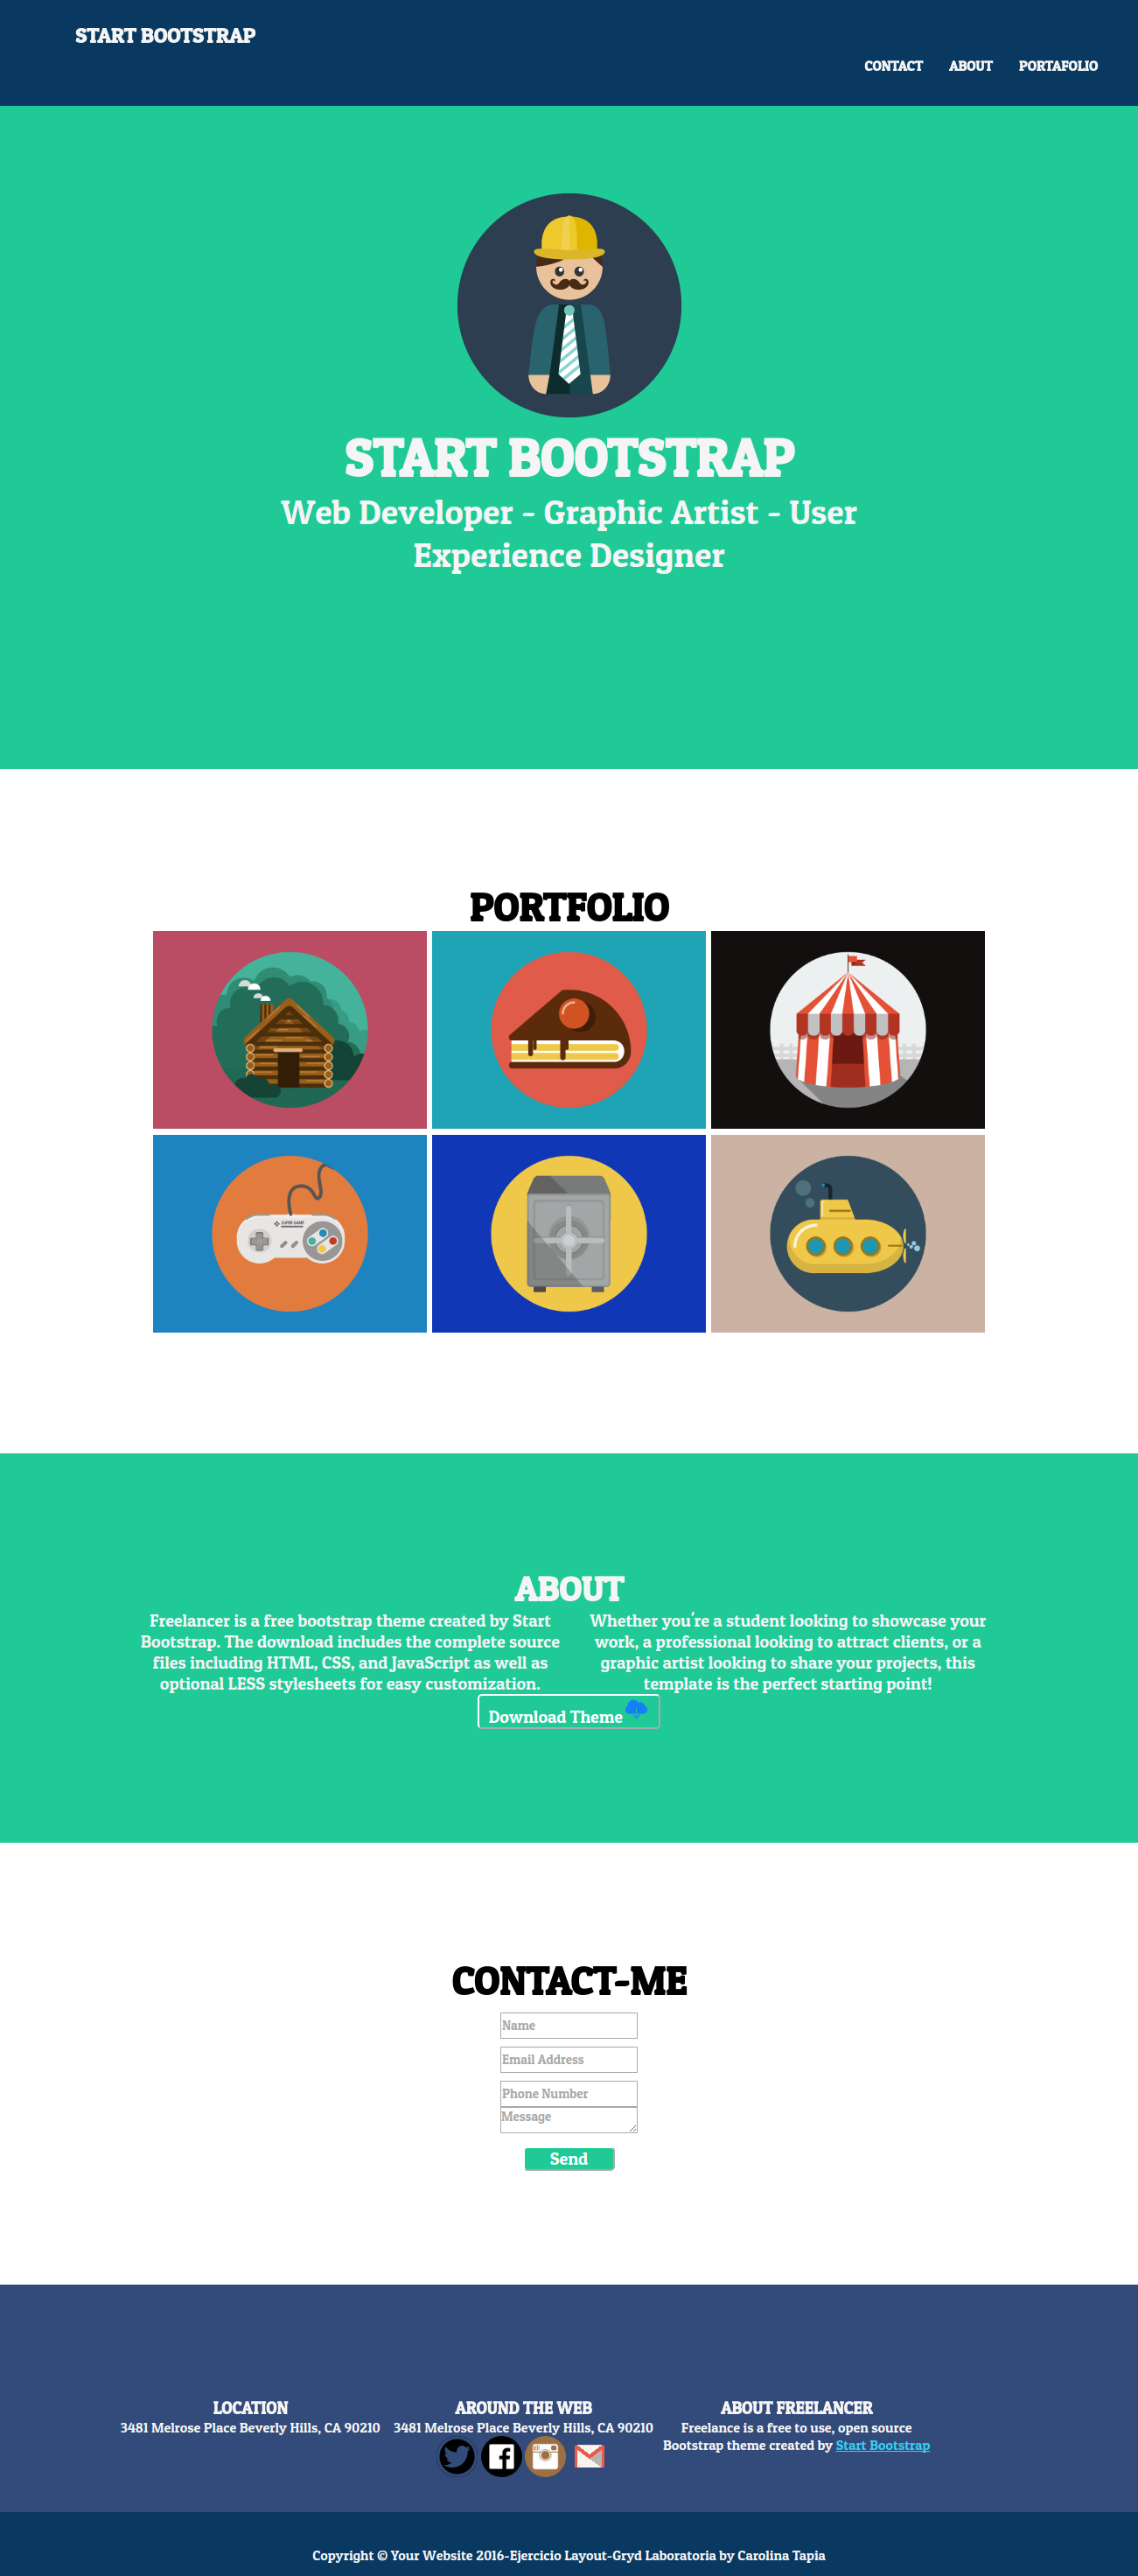 START BOOTSTRAP
CONTACT ABOUT PORTAFOLIO
START BOOTSTRAP
Web Developer - Graphic Artist - User
Experience Designer
PORTFOLIO
SUPER GAME
ABOUT
Freelancer is a free bootstrap theme created by Start
Bootstrap. The download includes the complete source
files including HTML, CSS, and JavaScript as well as
optional LESS stylesheets for easy customization.
Whether you're a student looking to showcase your
work, a professional looking to attract clients, or a
graphic artist looking to share your projects, this
template is the perfect starting point!
Download Theme
CONTACT-ME
Name
Email Address
Phone Number
Message
Send
LOCATION
3481 Melrose Place Beverly Hills, CA 90210
AROUND THE WEB
3481 Melrose Place Beverly Hills, CA 90210
ABOUT FREELANCER
Freelance is a free to use, open source
Bootstrap theme created by Start Bootstrap
Copyright © Your Website 2016-Ejercicio Layout-Gryd Laboratoria by Carolina Tapia